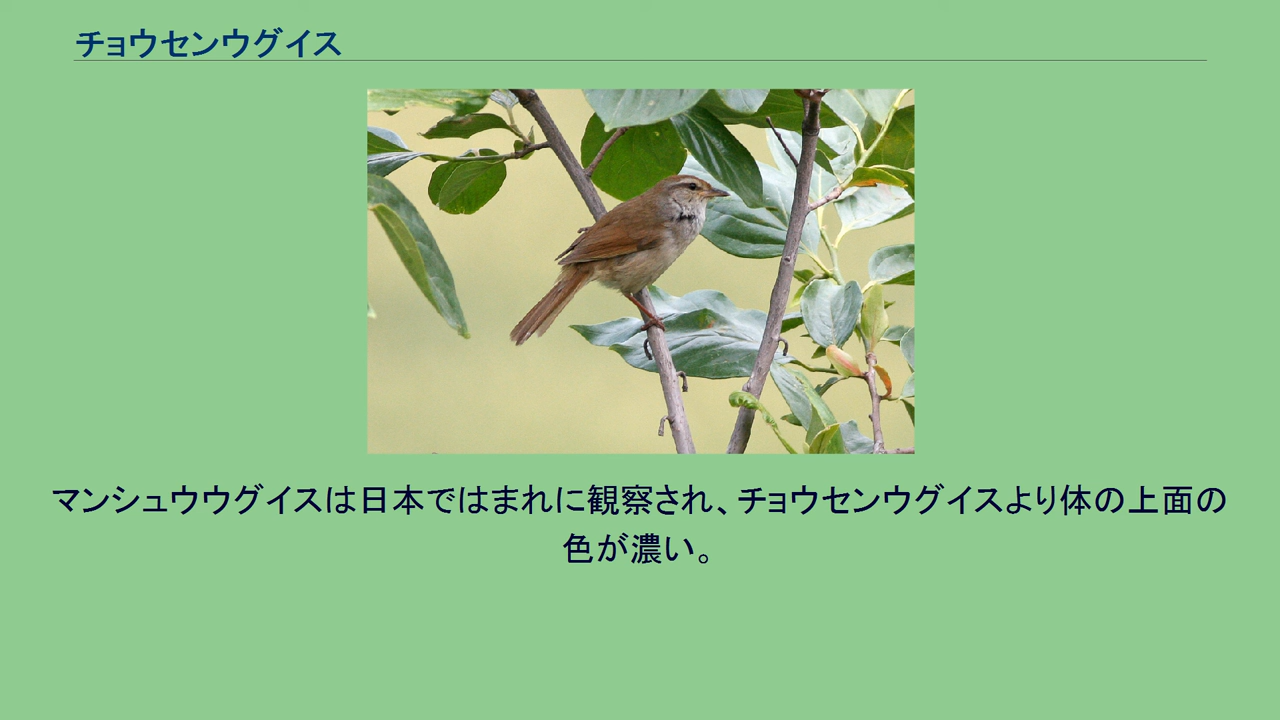 チョウセンウグイス
マンシュウウグイスは日本ではまれに観察され、チョウセンウグイスより体の上面の
色が濃い。